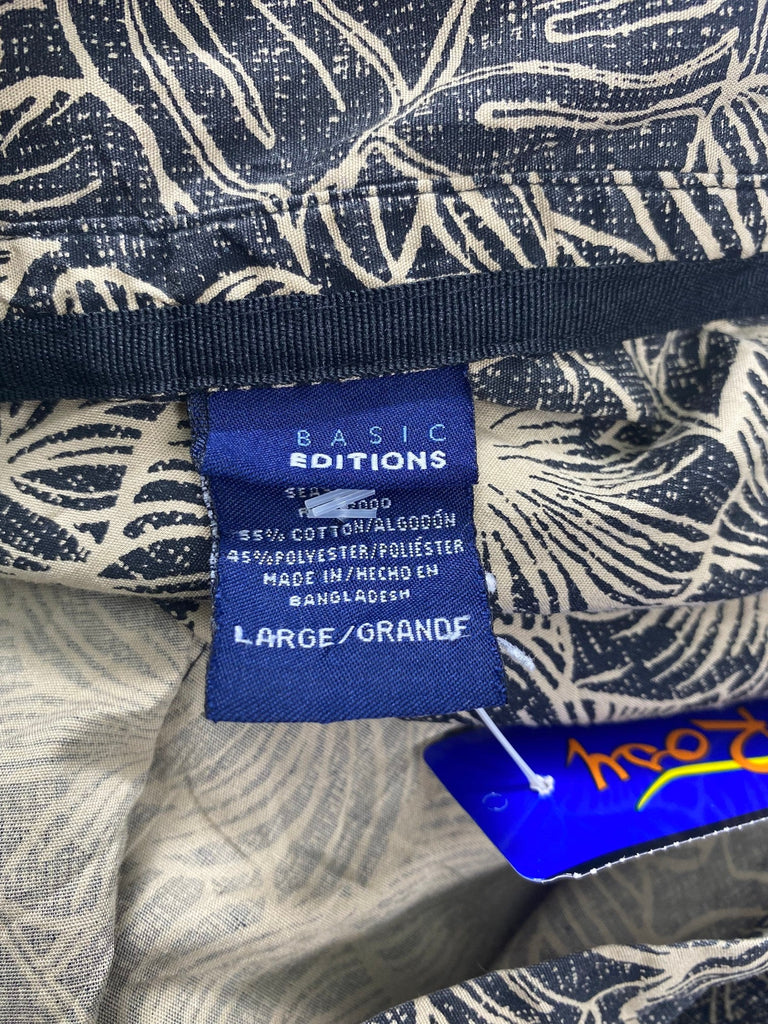 BASIC
EDITIONS
55% COTTON/ALGODÓN
45%POLYESTER/POLIÉSTER
MADE IN/HECHO EN
BANGLADESH
LARGE/GRANDE